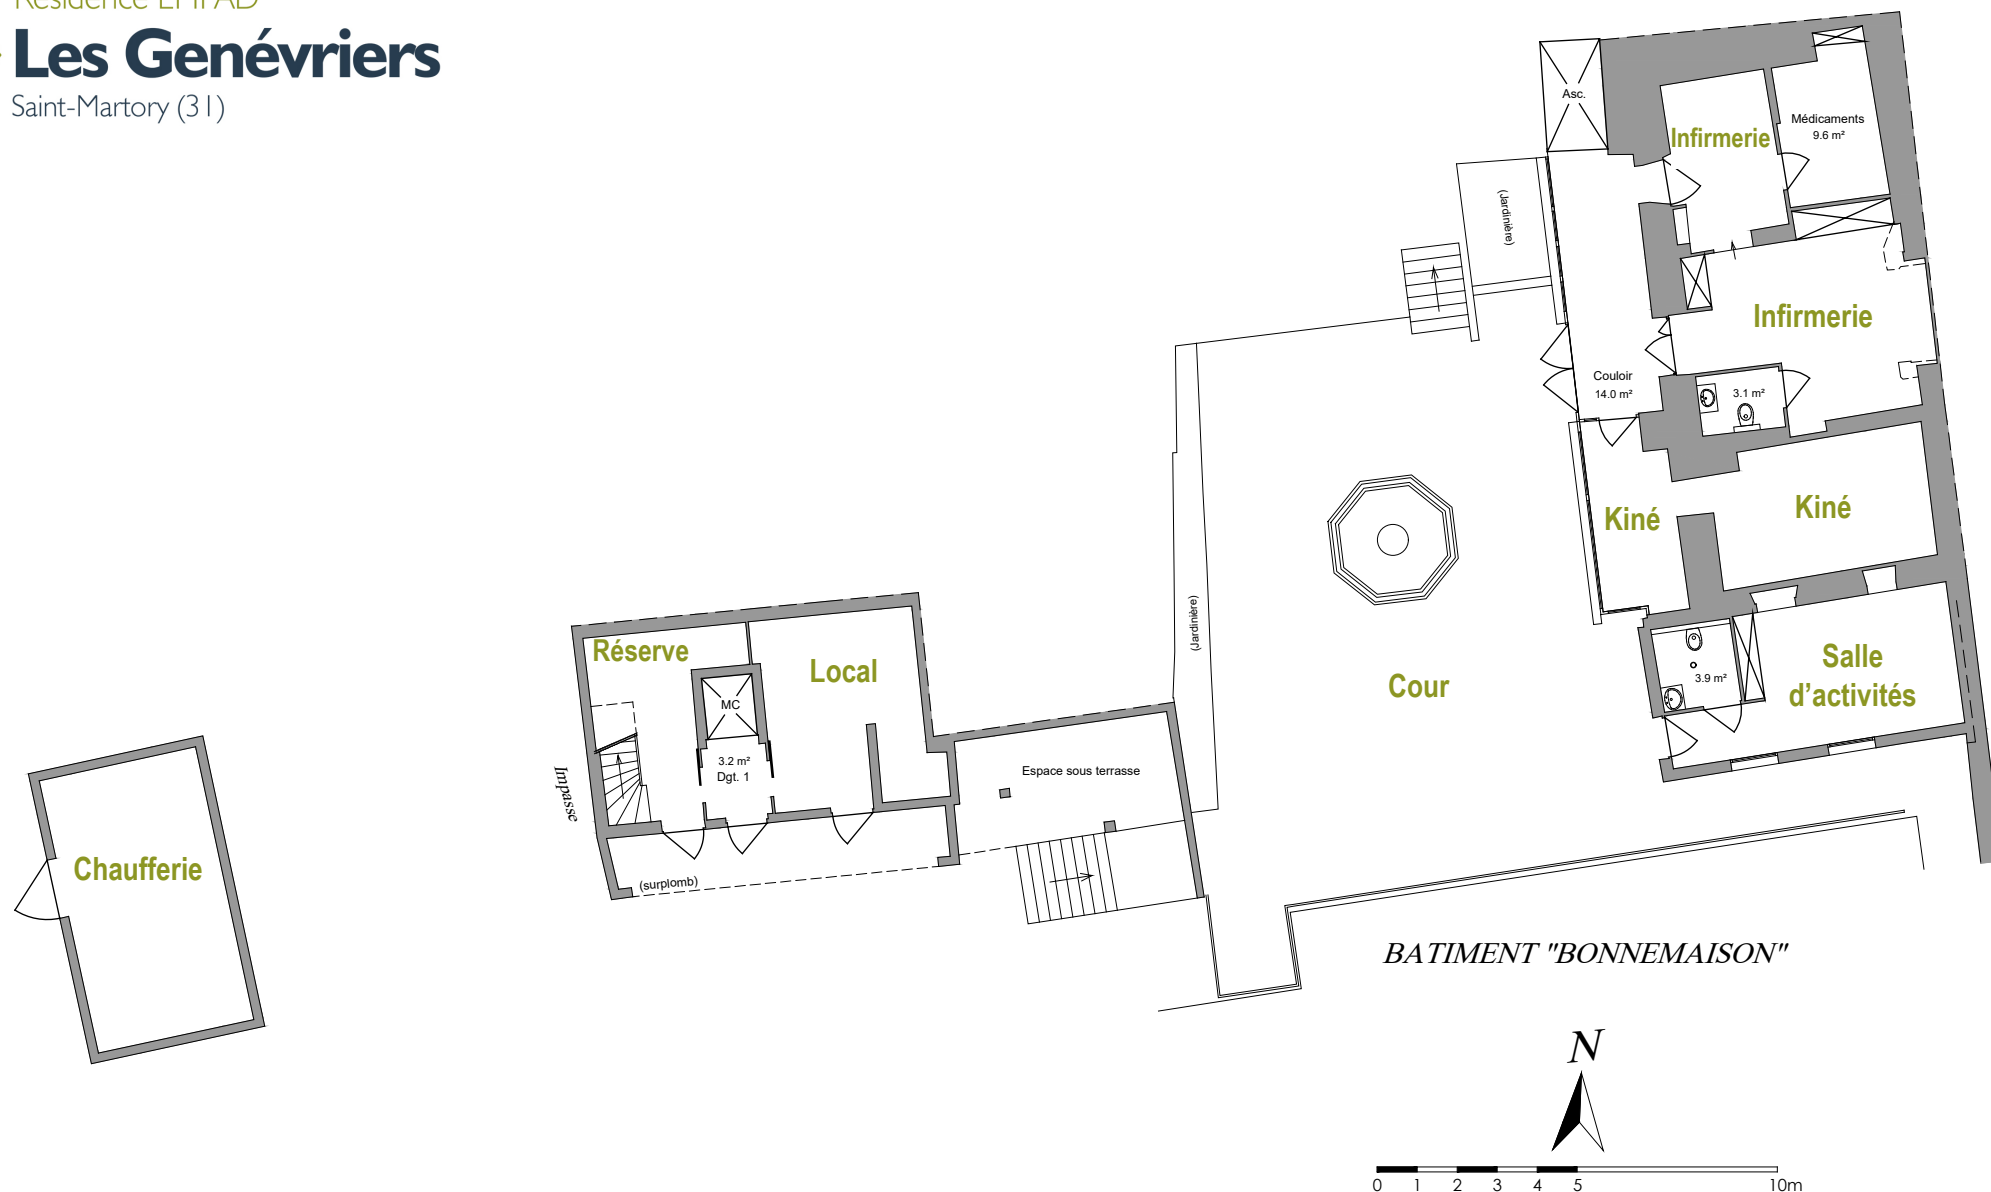 Résidence EHPAD
Les Genévriers
Saint-Martory (31)
Asc.
Infirmerie
Médicaments
9.6 m²
(Jardinière)
Infirmerie
Couloir
14.0 m²
3.1 m²
Kiné
Kiné
(Jardinière)
Réserve
Local
MC
3.2 m²
Dgt. 1
Cour
3.9 m²
Salle
d’activités
Espace sous terrasse
Impasse
Chaufferie
(surplomb)
BATIMENT "BONNEMAISON"
N
0 1 2 3 4 5 10m